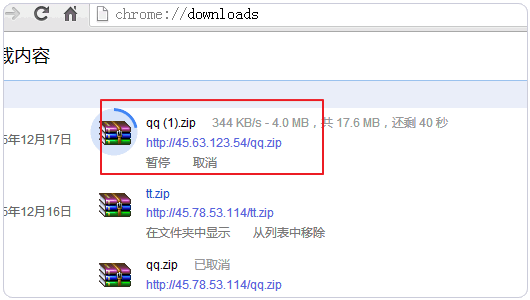 chrome://downloads
载内容
qq (1).zip 344 KB/s - 4.0 MB，共 17.6 MB，还剩 40 秒
年12月17日
http://45.63.123.54/qq.zip
暂停 取消
tt.zip
年12月16日
http://45.78.53.114/tt.zip
在文件夹中显示 从列表中移除
qq.zip 已取消
http://45.78.53.114/qq.zip